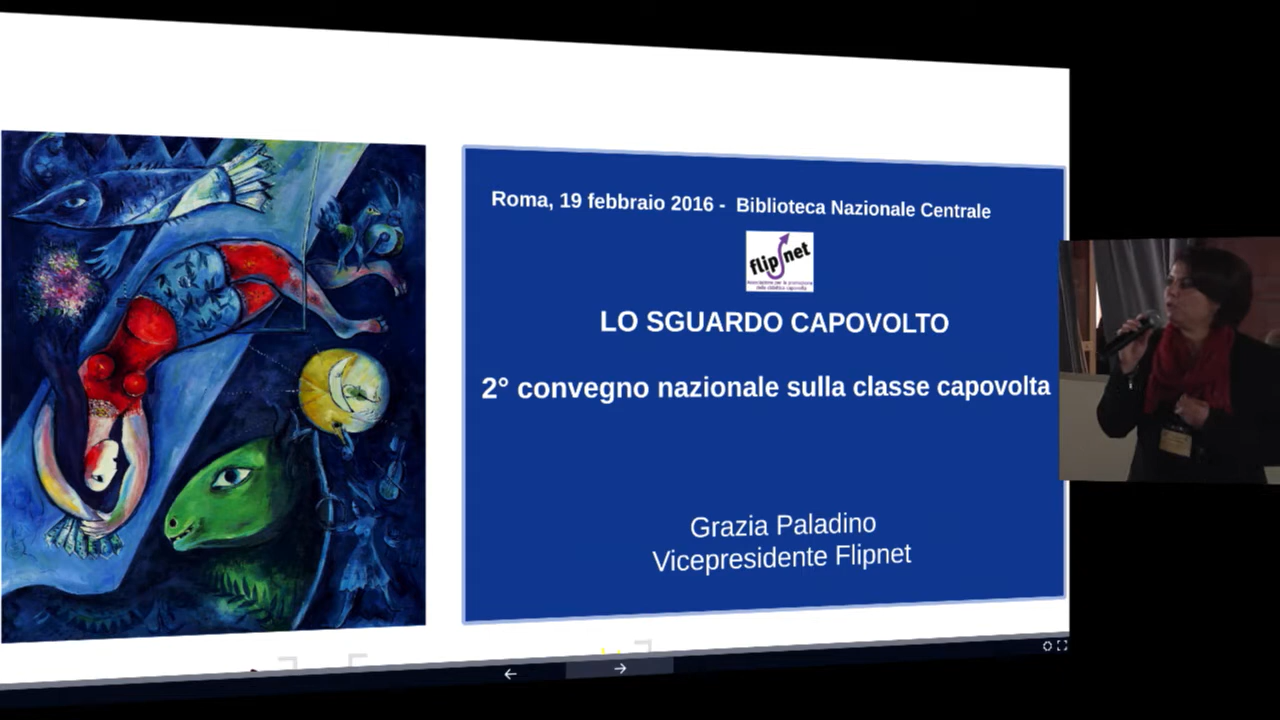 Roma, 19 febbraio 2016 - Biblioteca Nazionale Centrale
flipnet
LO SGUARDO CAPOVOLTO
2° convegno nazionale sulla classe capovolta
Grazia Paladino
Vicepresidente Flipnet